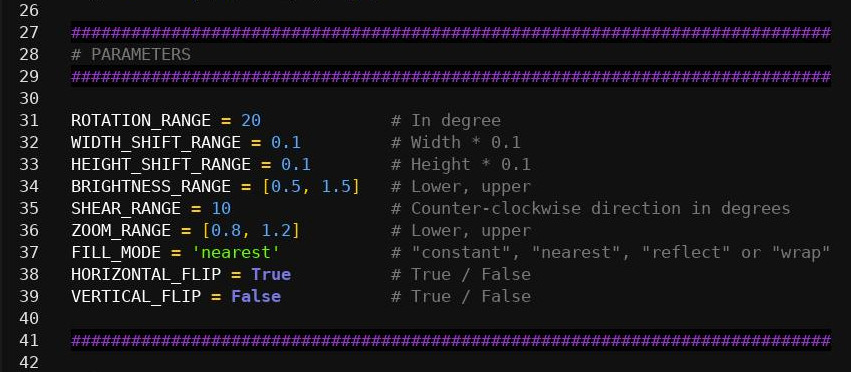 26
27 ############################################################################
28 # PARAMETERS
29 ############################################################################
30
31 ROTATION_RANGE = 20             # In degree
32 WIDTH_SHIFT_RANGE = 0.1         # Width * 0.1
33 HEIGHT_SHIFT_RANGE = 0.1        # Height * 0.1
34 BRIGHTNESS_RANGE = [0.5, 1.5]   # Lower, upper
35 SHEAR_RANGE = 10                # Counter-clockwise direction in degrees
36 ZOOM_RANGE = [0.8, 1.2]         # Lower, upper
37 FILL_MODE = 'nearest'           # "constant", "nearest", "reflect" or "wrap"
38 HORIZONTAL_FLIP = True          # True / False
39 VERTICAL_FLIP = False           # True / False
40
41 ############################################################################
42